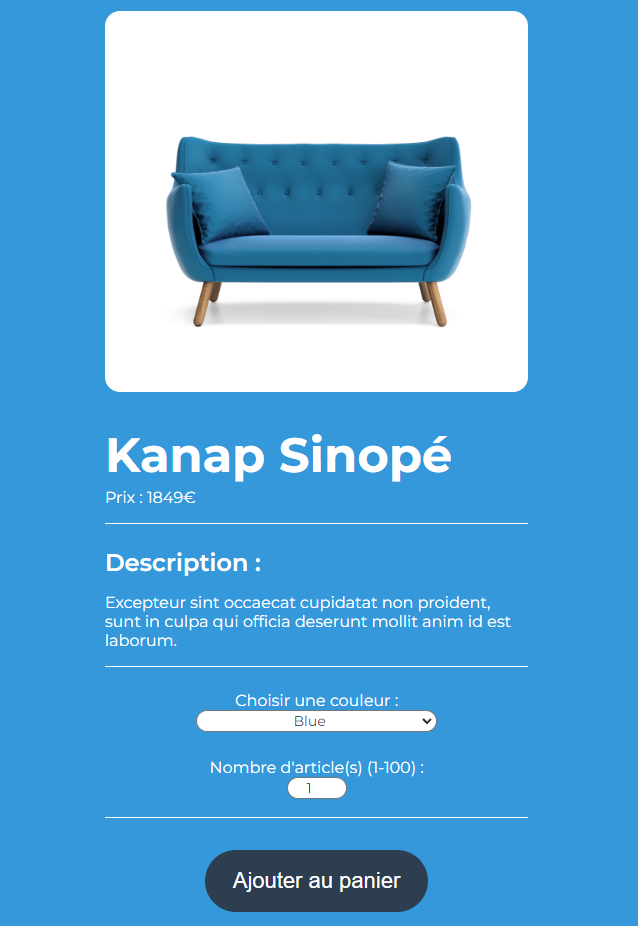 Kanap Sinopé
Prix : 1849€
Description :
Excepteur sint occaecat cupidatat non proident,
sunt in culpa qui officia deserunt mollit anim id est
laborum.
Choisir une couleur :
Blue
Nombre d'article(s) (1-100) :
1
Ajouter au panier